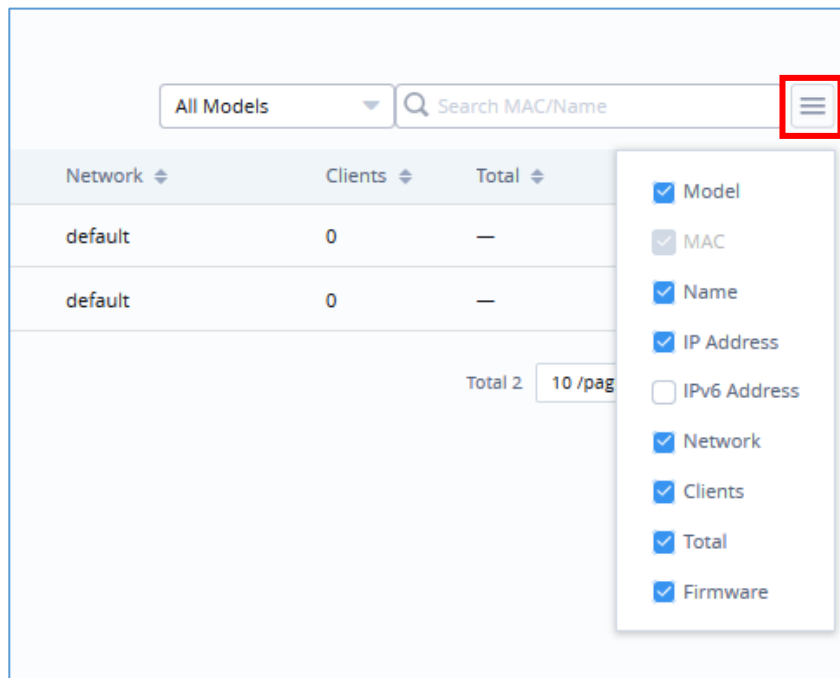 All Models
Search MAC/Name
Network
Clients
Total
default
0
—
default
0
—
Total 2
10 /pag
Model
MAC
Name
IP Address
IPv6 Address
Network
Clients
Total
Firmware